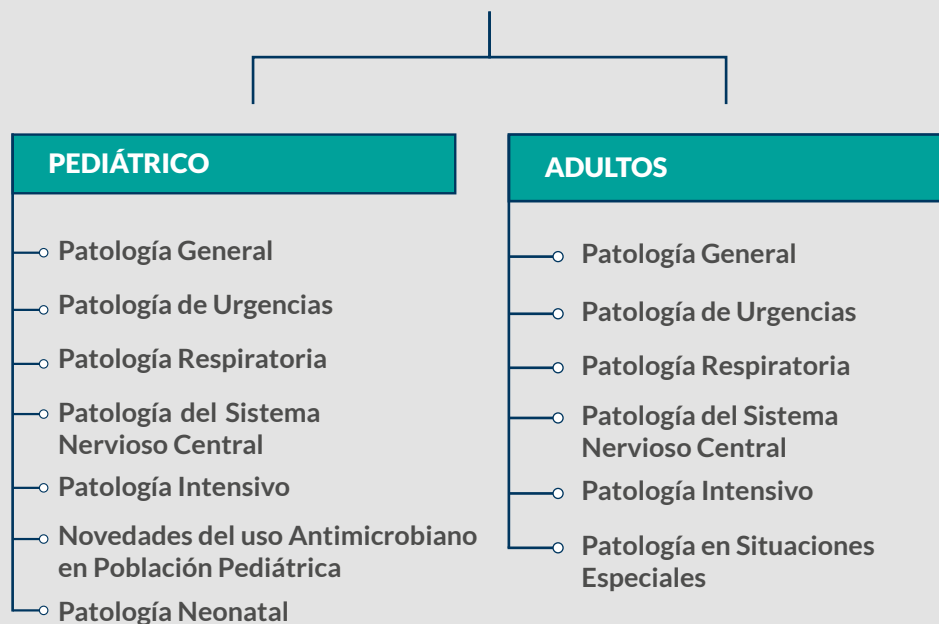 PEDIÁTRICO
Patología General
Patología de Urgencias
Patología Respiratoria
Patología del Sistema
Nervioso Central
Patología Intensivo
Novedades del uso Antimicrobiano
en Población Pediátrica
Patología Neonatal
ADULTOS
Patología General
Patología de Urgencias
Patología Respiratoria
Patología del Sistema
Nervioso Central
Patología Intensivo
Patología en Situaciones
Especiales